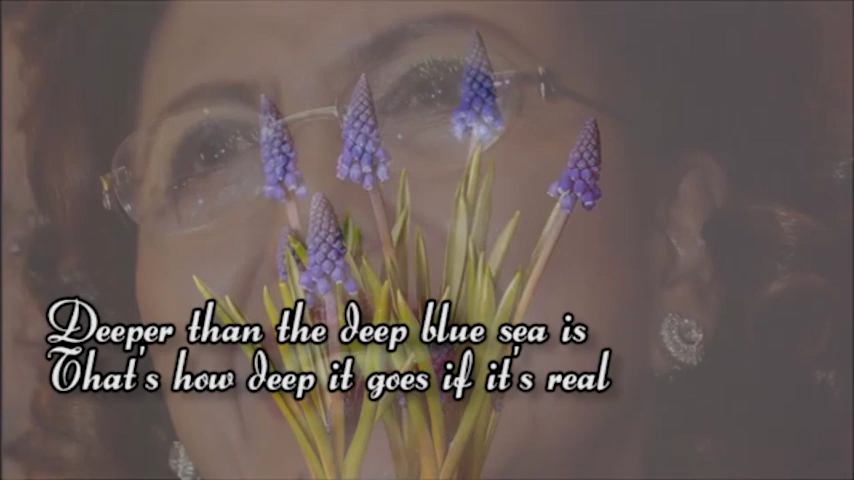 Deeper than the deep blue sea is
That's how deep it goes if it's real